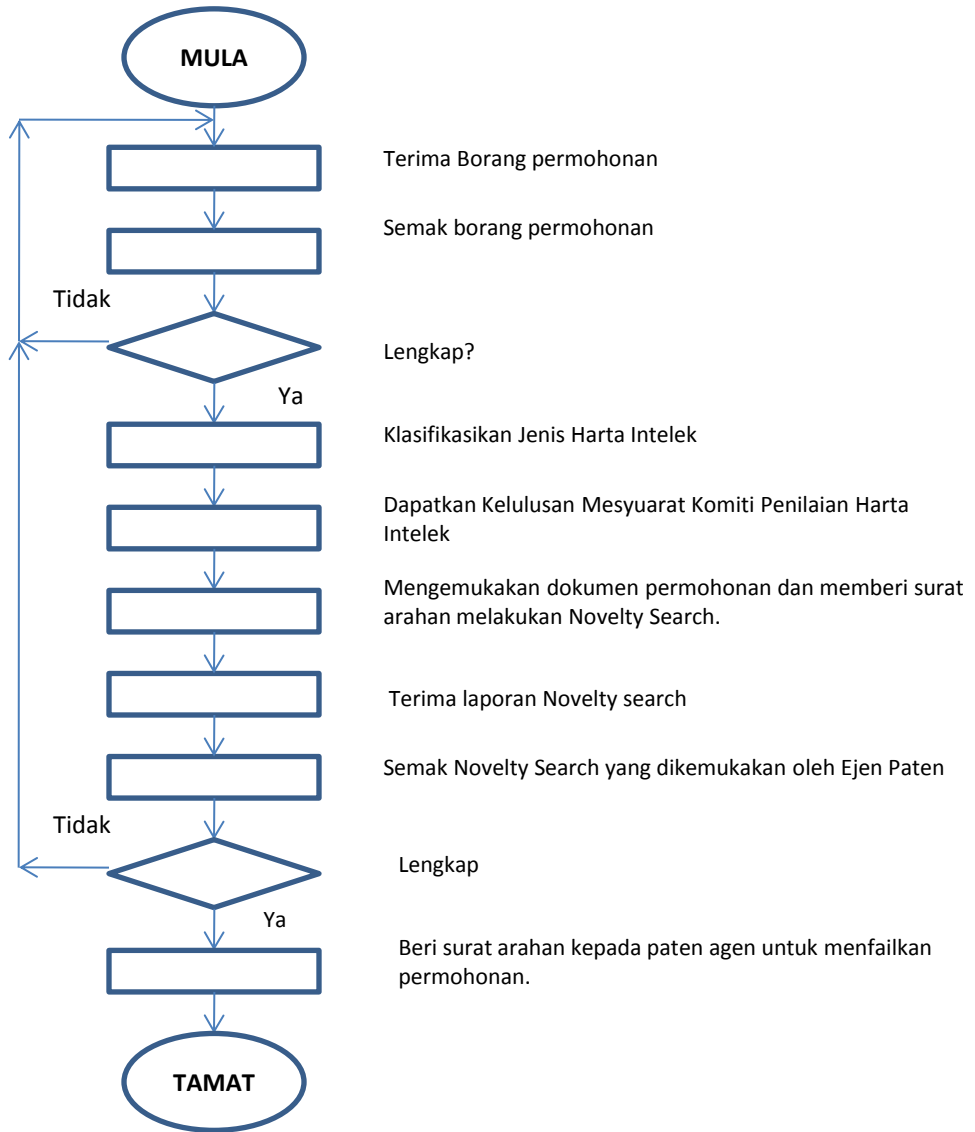 MULA
Terima Borang permohonan
Semak borang permohonan
Tidak
Lengkap?
Ya
Klasifikasikan Jenis Harta Intelek
Dapatkan Kelulusan Mesyuarat Komiti Penilaian Harta
Intelek
Mengemukakan dokumen permohonan dan memberi surat
arahan melakukan Novelty Search.
Terima laporan Novelty search
Semak Novelty Search yang dikemukakan oleh Ejen Paten
Tidak
Lengkap
Ya
Beri surat arahan kepada paten agen untuk menfailkan
permohonan.
TAMAT